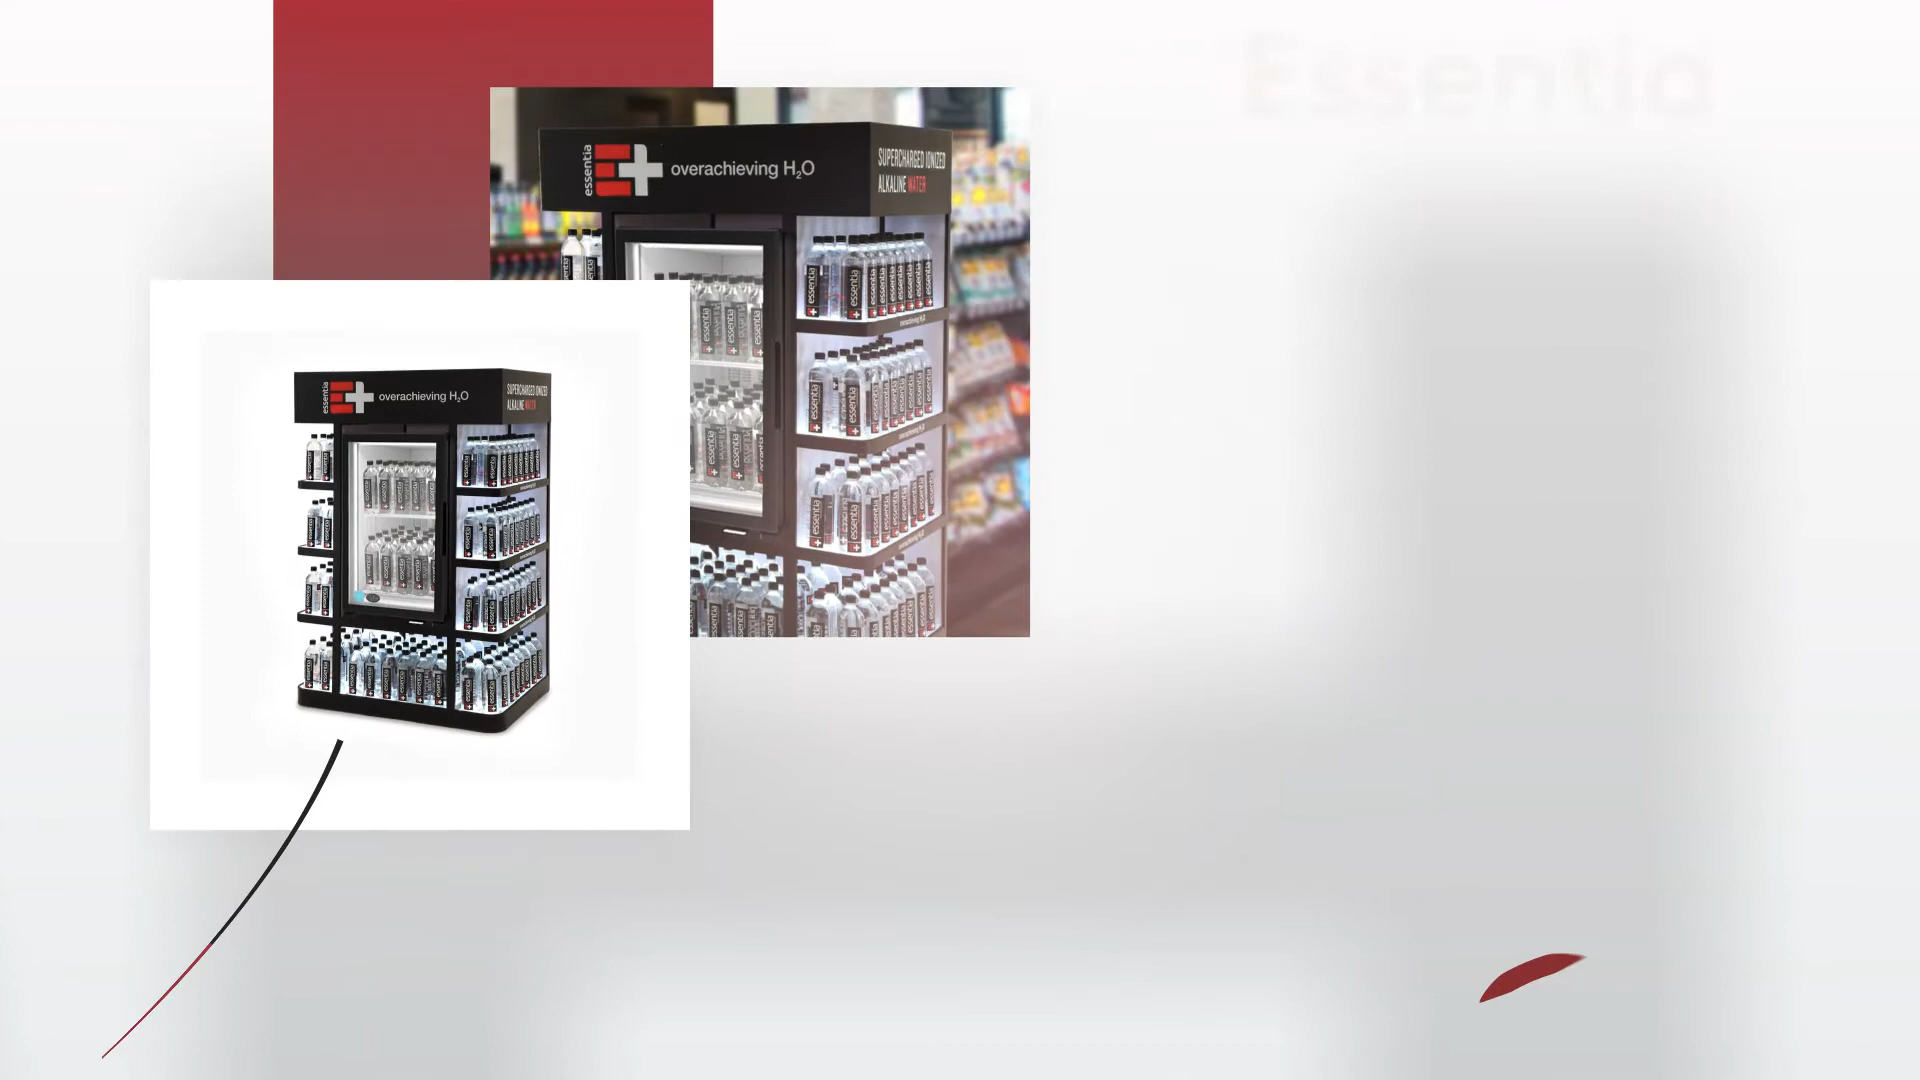 Essentia
essentia
overachieving H₂O
SUPERCHARGED IONIZED
ALKALINE WATER
essentia
overachieving H₂O
SUPERCHARGED IONIZED
ALKALINE WATER